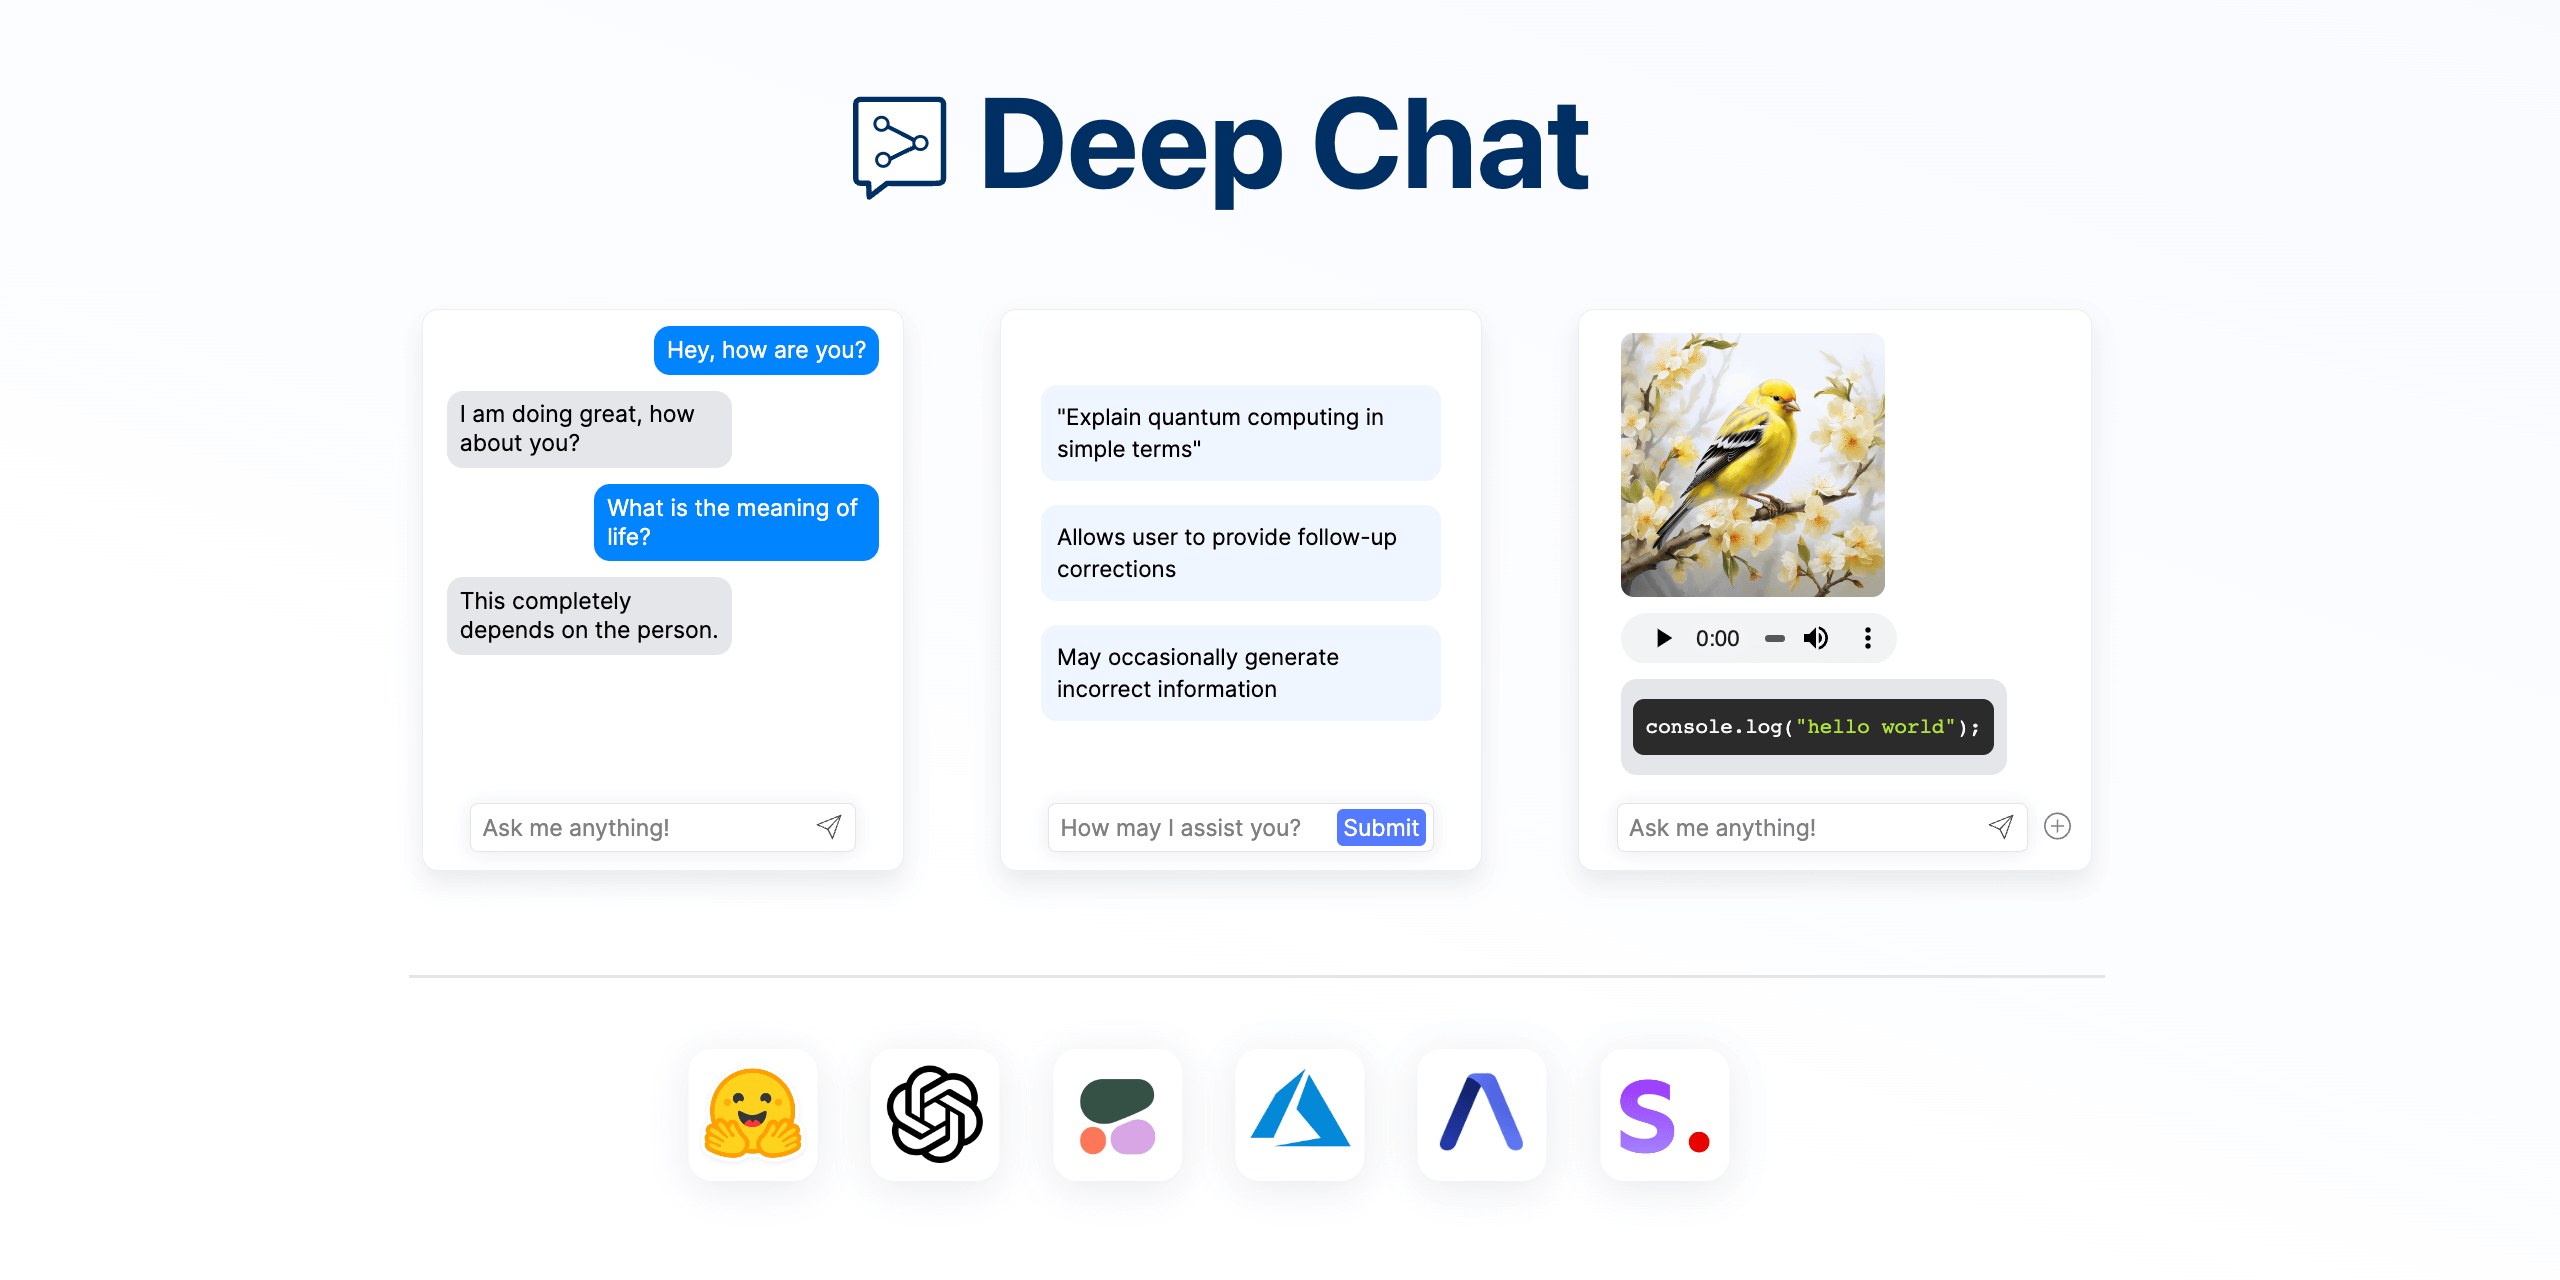 Deep Chat
Hey, how are you?
I am doing great, how
about you?
What is the meaning of
life?
This completely
depends on the person.
Ask me anything!
"Explain quantum computing in
simple terms"
Allows user to provide follow-up
corrections
May occasionally generate
incorrect information
How may I assist you?
Submit
0:00
console.log("hello world");
Ask me anything!
S.